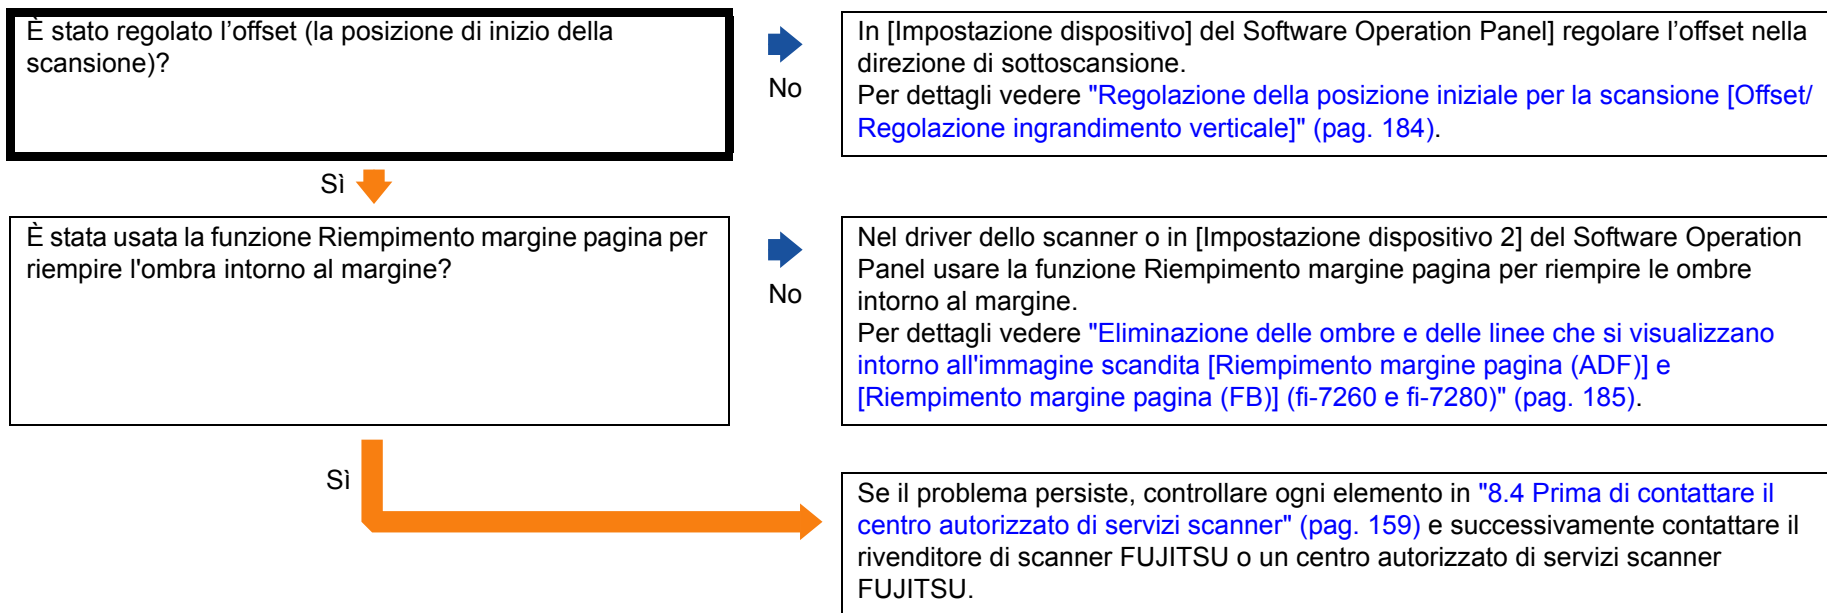 È stato regolato l’offset (la posizione di inizio della
scansione)?
No
In [Impostazione dispositivo] del Software Operation Panel] regolare l’offset nella
direzione di sottoscansione.
Per dettagli vedere "Regolazione della posizione iniziale per la scansione [Offset/
Regolazione ingrandimento verticale]" (pag. 184).
Sì
È stata usata la funzione Riempimento margine pagina per
riempire l'ombra intorno al margine?
No
Nel driver dello scanner o in [Impostazione dispositivo 2] del Software Operation
Panel usare la funzione Riempimento margine pagina per riempire le ombre
intorno al margine.
Per dettagli vedere "Eliminazione delle ombre e delle linee che si visualizzano
intorno all'immagine scandita [Riempimento margine pagina (ADF)] e
[Riempimento margine pagina (FB)] (fi-7260 e fi-7280)" (pag. 185).
Sì
Se il problema persiste, controllare ogni elemento in "8.4 Prima di contattare il
centro autorizzato di servizi scanner" (pag. 159) e successivamente contattare il
rivenditore di scanner FUJITSU o un centro autorizzato di servizi scanner
FUJITSU.